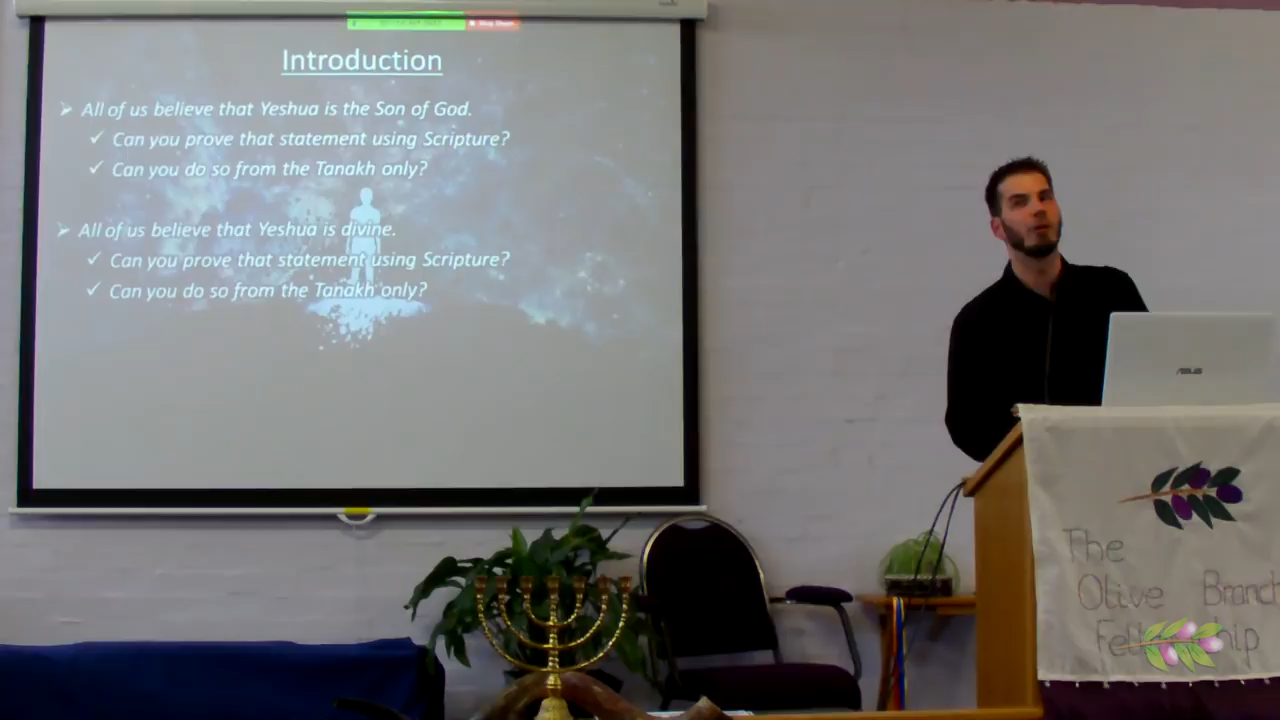 Introduction
All of us believe that Yeshua is the Son of God.
Can you prove that statement using Scripture?
Can you do so from the Tanakh only?
All of us believe that Yeshua is divine.
Can you prove that statement using Scripture?
Can you do so from the Tanakh only?
ASUS
The
Olive Branch